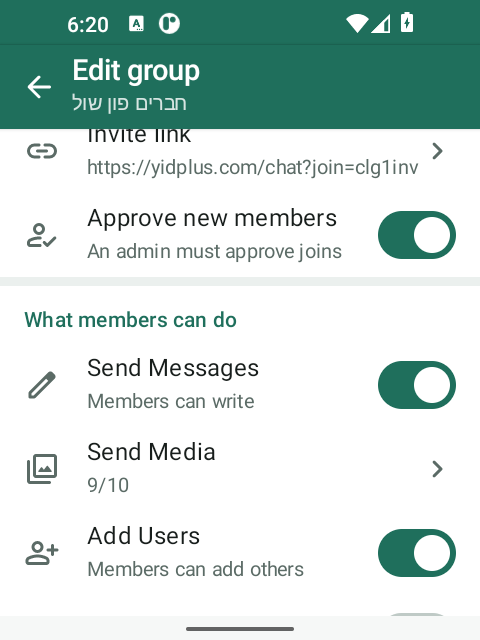 6:20
A
Edit group
חברים פון שול
Invite link
https://yidplus.com/chat?join=clg1inv
Approve new members
An admin must approve joins
What members can do
Send Messages
Members can write
Send Media
9/10
Add Users
Members can add others